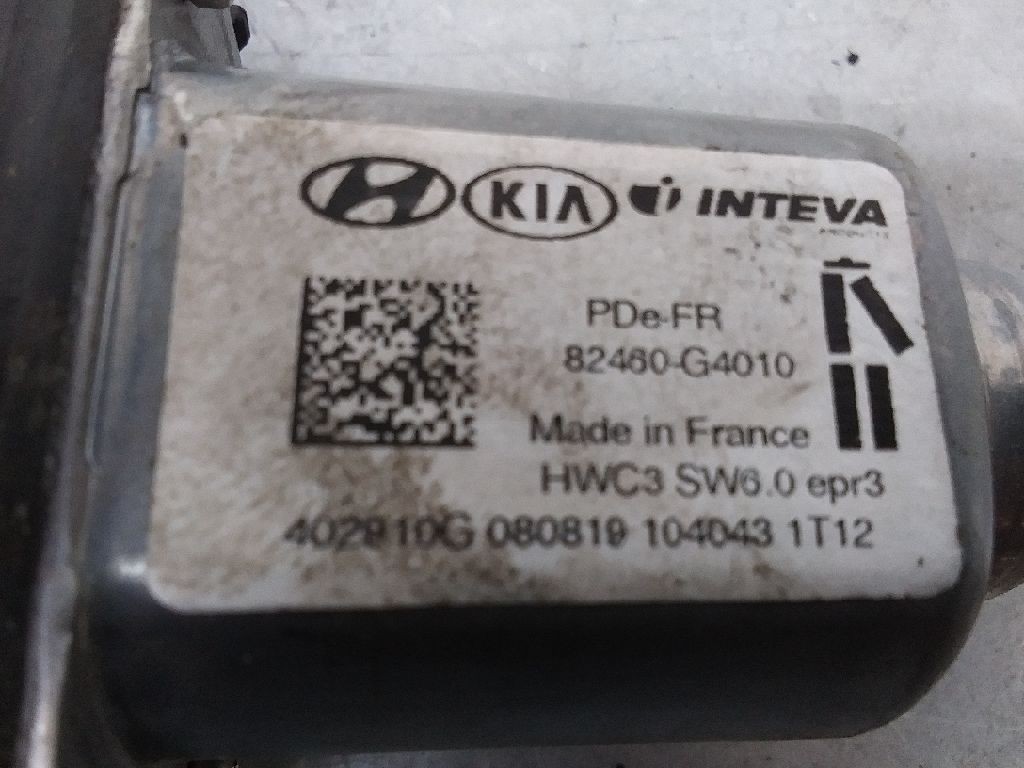 KIA INTEVA
PDe-FR
82460-G4010
Made in France
HWC3 SW6.0 epr3
402910G 080819 104043 1T12